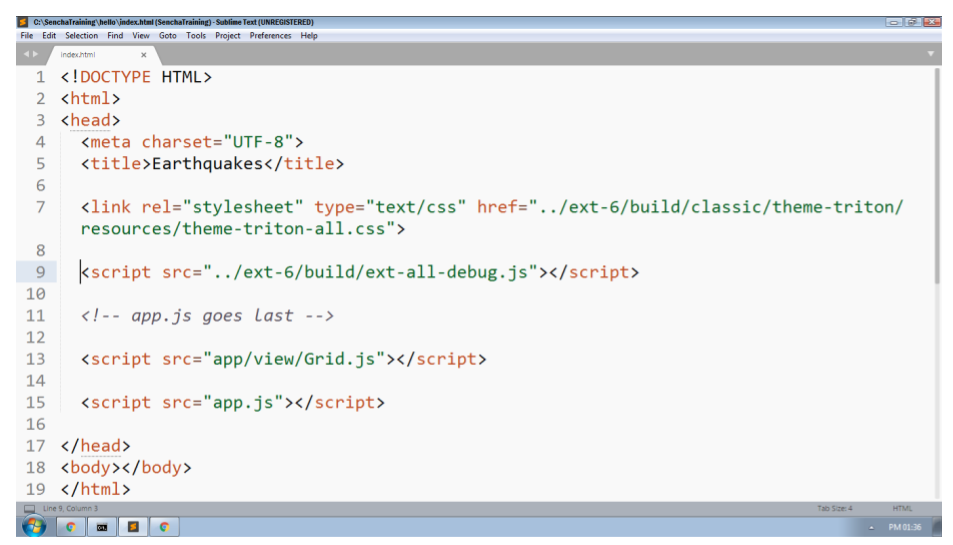 C:\SenchaTraining\hello\index.html (SenchaTraining) - Sublime Text (UNREGISTERED)
File Edit Selection Find View Goto Tools Project Preferences Help
index.html ×
1 <!DOCTYPE HTML>
2 <html>
3 <head>
4 <meta charset="UTF-8">
5 <title>Earthquakes</title>
6
7 <link rel="stylesheet" type="text/css" href="../ext-6/build/classic/theme-triton/
resources/theme-triton-all.css">
8
9 <script src="../ext-6/build/ext-all-debug.js"></script>
10
11 <!-- app.js goes last -->
12
13 <script src="app/view/Grid.js"></script>
14
15 <script src="app.js"></script>
16
17 </head>
18 <body></body>
19 </html>
Line 9, Column 3 Tab Size: 4 HTML
PM 01:36